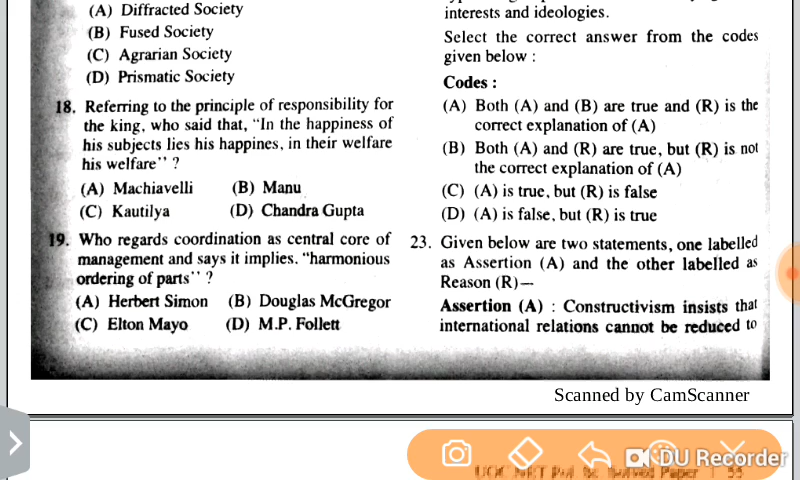 (A) Diffracted Society
(B) Fused Society
(C) Agrarian Society
(D) Prismatic Society
18. Referring to the principle of responsibility for
the king, who said that, "In the happiness of
his subjects lies his happines, in their welfare
his welfare" ?
(A) Machiavelli (B) Manu
(C) Kautilya (D) Chandra Gupta
19. Who regards coordination as central core of
management and says it implies. "harmonious
ordering of parts" ?
(A) Herbert Simon (B) Douglas McGregor
(C) Elton Mayo (D) M.P. Follett
interests and ideologies.
Select the correct answer from the codes
given below :
Codes :
(A) Both (A) and (B) are true and (R) is the
correct explanation of (A)
(B) Both (A) and (R) are true, but (R) is not
the correct explanation of (A)
(C) (A) is true, but (R) is false
(D) (A) is false, but (R) is true
23. Given below are two statements, one labelled
as Assertion (A) and the other labelled as
Reason (R)—
Assertion (A) : Constructivism insists that
international relations cannot be reduced to
Scanned by CamScanner
DU Recorder
Paper